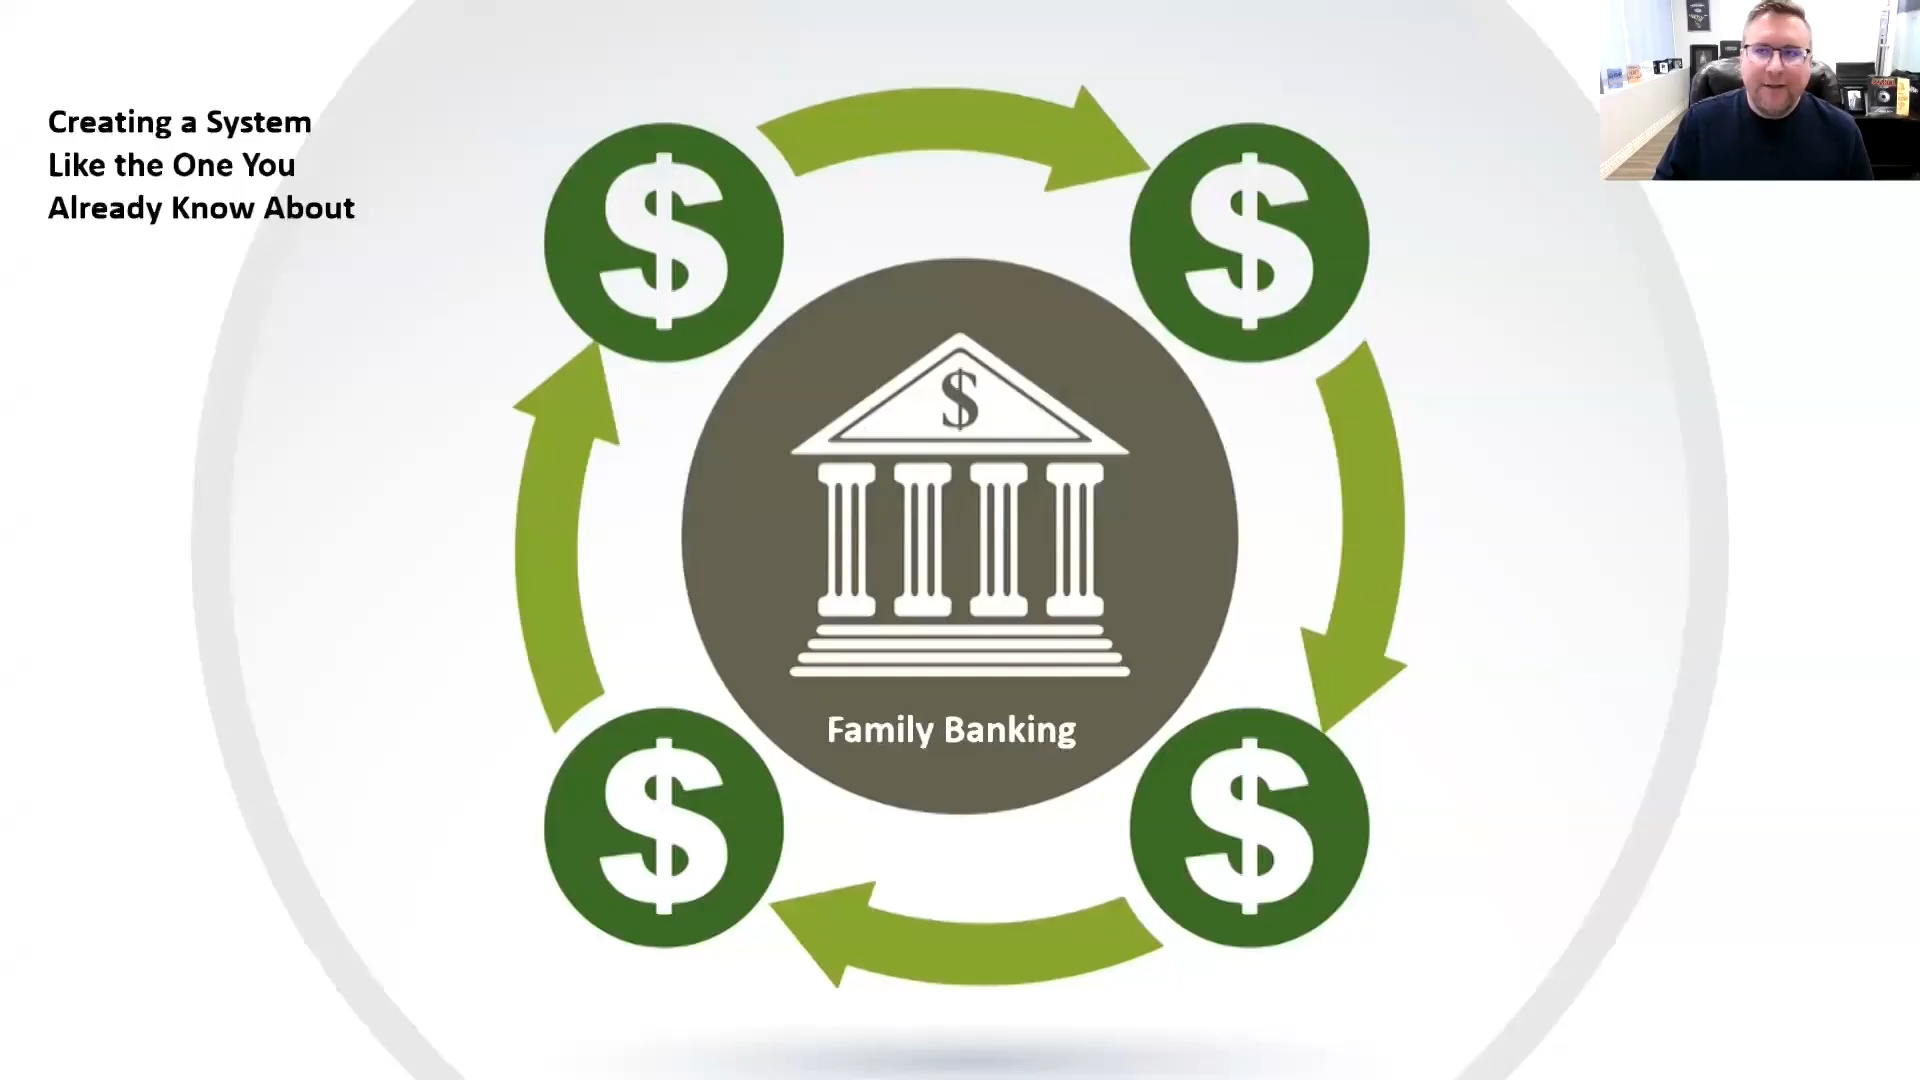 Creating a System
Like the One You
Already Know About
$
$
$
Family Banking
$
$